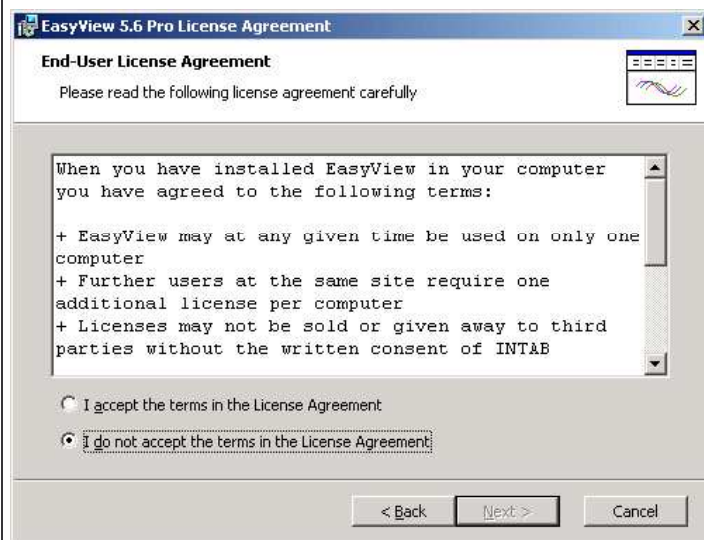 EasyView 5.6 Pro License Agreement
End-User License Agreement
Please read the following license agreement carefully
When you have installed EasyView in your computer
you have agreed to the following terms:
+ EasyView may at any given time be used on only one
computer
+ Further users at the same site require one
additional license per computer
+ Licenses may not be sold or given away to third
parties without the written consent of INTAB
I accept the terms in the License Agreement
I do not accept the terms in the License Agreement
< Back Next > Cancel